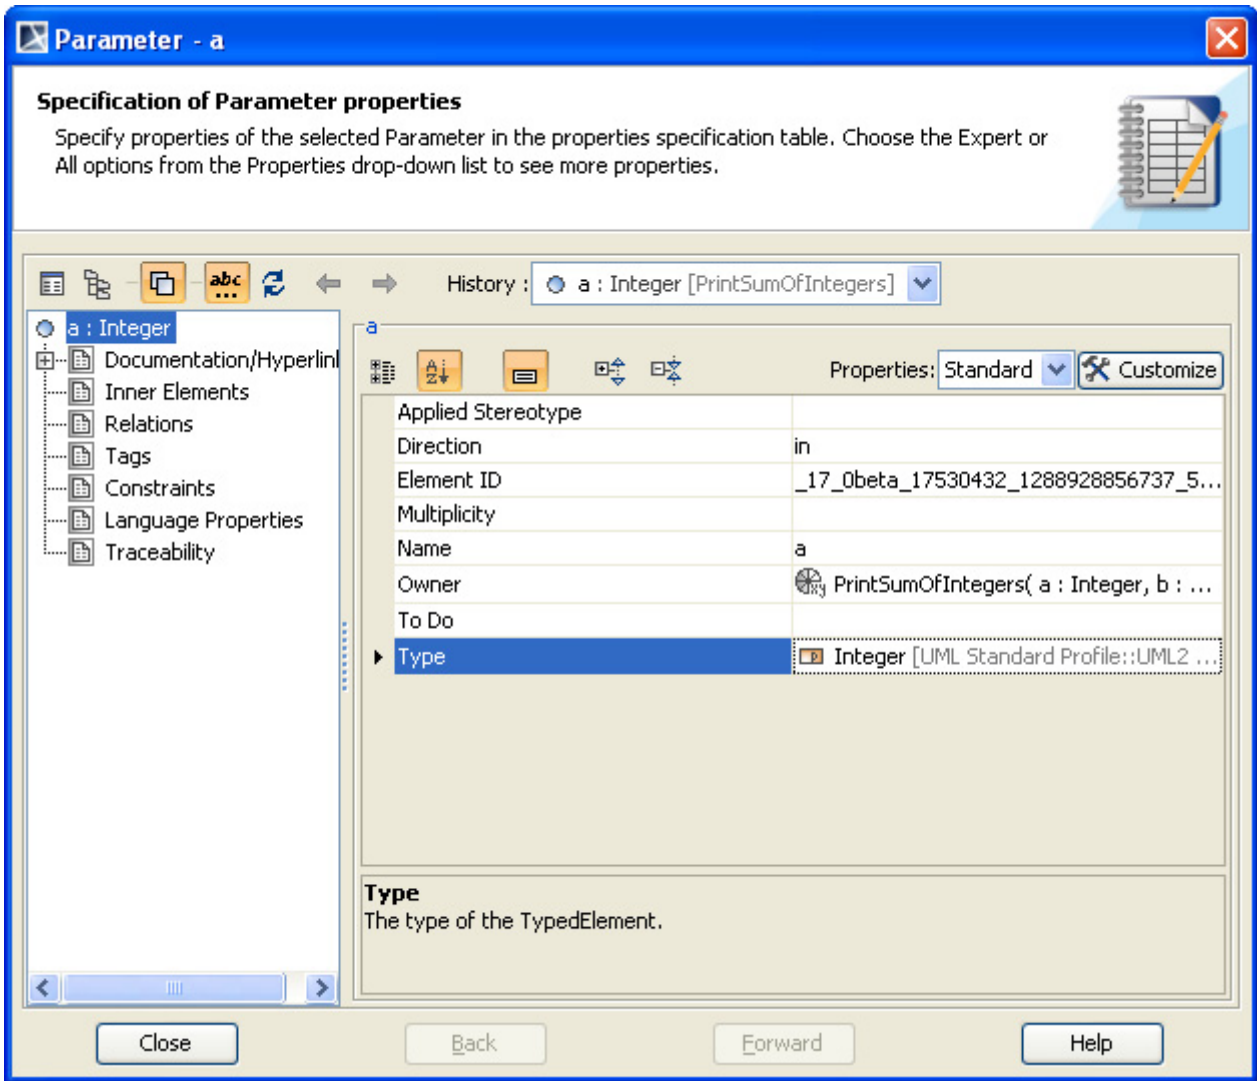 Parameter - a
Specification of Parameter properties
Specify properties of the selected Parameter in the properties specification table. Choose the Expert or
All options from the Properties drop-down list to see more properties.
abc
History : a : Integer [PrintSumOfIntegers]
a : Integer
Documentation/Hyperlinl
Inner Elements
Relations
Tags
Constraints
Language Properties
Traceability
a
Properties: Standard Customize
Applied Stereotype
Direction in
Element ID _17_0beta_17530432_1288928856737_5...
Multiplicity
Name a
Owner PrintSumOfIntegers( a : Integer, b : ...
To Do
Type Integer [UML Standard Profile::UML2 ...
Type
The type of the TypedElement.
Close Back Forward Help